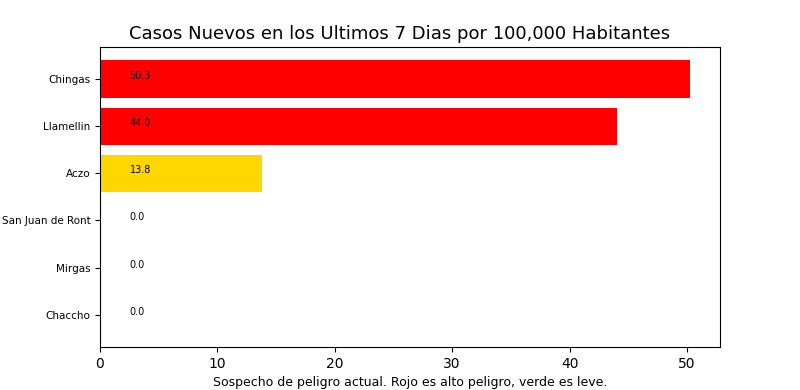 Casos Nuevos en los Ultimos 7 Dias por 100,000 Habitantes
Chingas 50.3
Llamellin 44.0
Aczo 13.8
San Juan de Ront 0.0
Mirgas 0.0
Chaccho 0.0
0 10 20 30 40 50
Sospecho de peligro actual. Rojo es alto peligro, verde es leve.